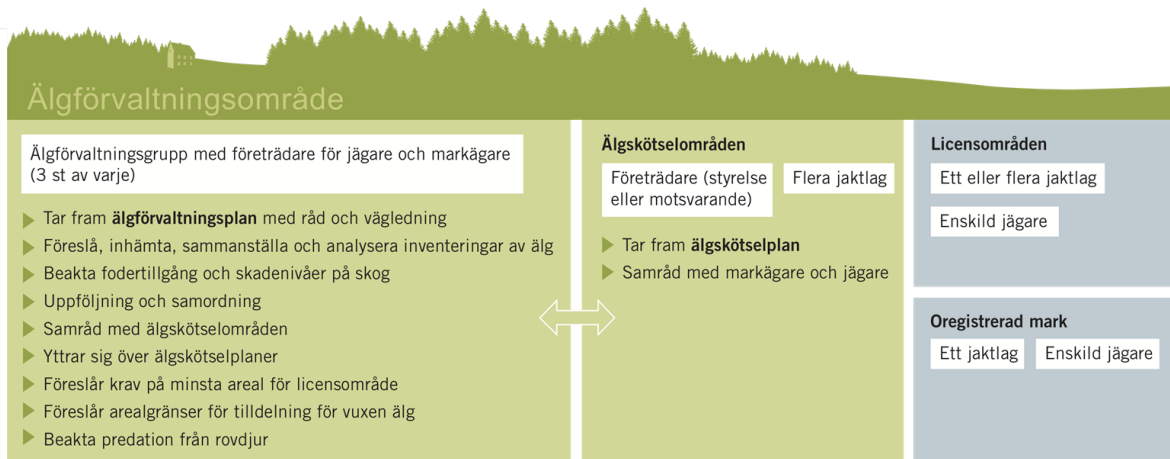 Älgförvaltningsområde
Älgförvaltningsgrupp med företrädare för jägare och markägare
(3 st av varje)
Tar fram älgförvaltningsplan med råd och vägledning
Föreslå, inhämta, sammanställa och analysera inventeringar av älg
Beakta fodertillgång och skadenivåer på skog
Uppföljning och samordning
Samråd med älgskötselområden
Yttrar sig över älgskötselplaner
Föreslår krav på minsta areal för licensområde
Föreslår arealgränser för tilldelning för vuxen älg
Beakta predation från rovdjur
Älgskötselområden
Företrädare (styrelse
eller motsvarande)
Flera jaktlag
Tar fram älgskötselplan
Samråd med markägare och jägare
Licensområden
Ett eller flera jaktlag
Enskild jägare
Oregistrerad mark
Ett jaktlag
Enskild jägare